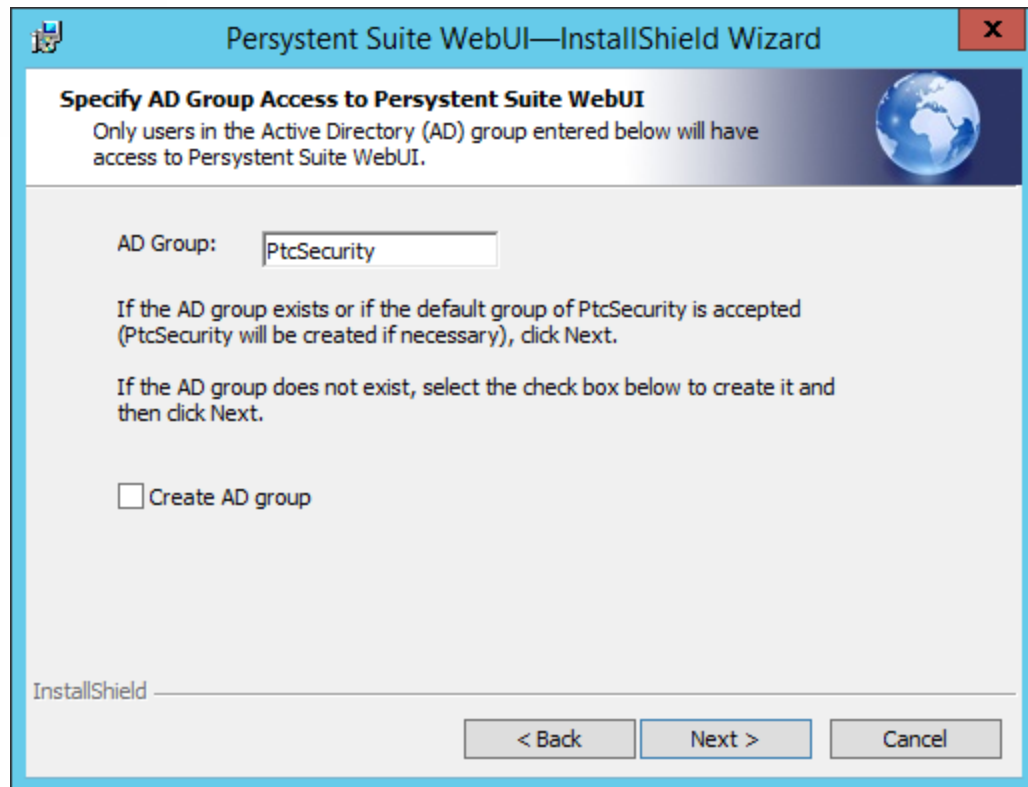 Persystent Suite WebUI—InstallShield Wizard
x
Specify AD Group Access to Persystent Suite WebUI
Only users in the Active Directory (AD) group entered below will have
access to Persystent Suite WebUI.
AD Group: PtcSecurity
If the AD group exists or if the default group of PtcSecurity is accepted
(PtcSecurity will be created if necessary), click Next.
If the AD group does not exist, select the check box below to create it and
then click Next.
Create AD group
InstallShield
< Back Next > Cancel